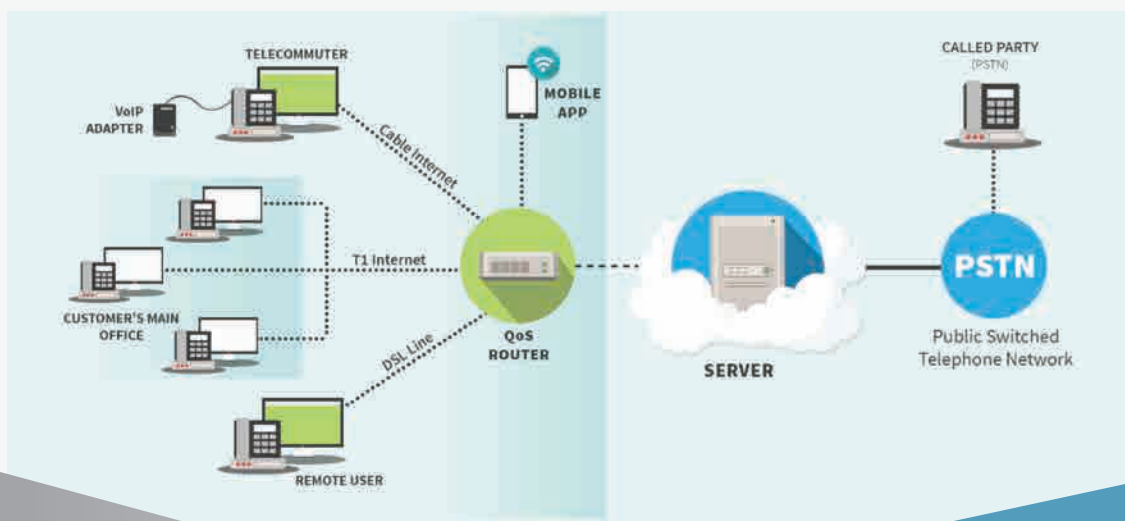 TELECOMMUTER
VoIP
ADAPTER
Cable Internet
MOBILE
APP
CALLED PARTY
(PSTN)
T1 Internet
CUSTOMER'S MAIN
OFFICE
DSL Line
QoS
ROUTER
REMOTE USER
SERVER
PSTN
Public Switched
Telephone Network